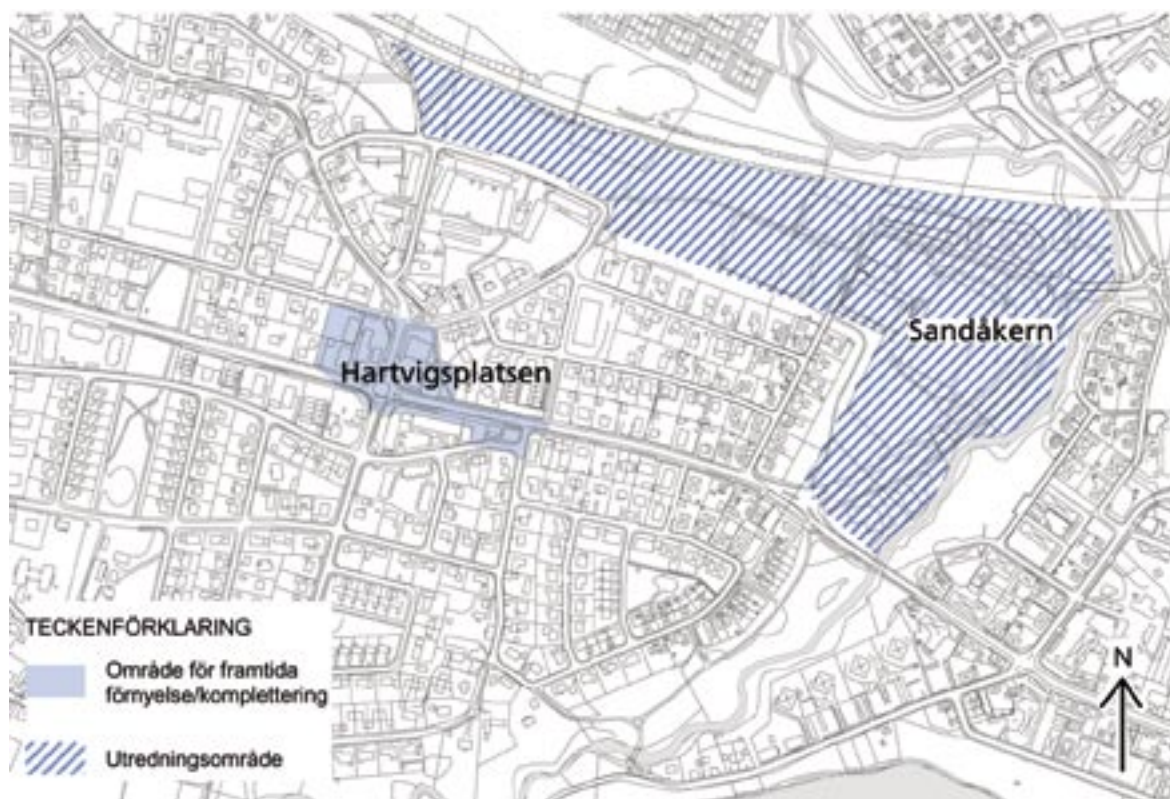 Sandåkern
Hartvigsplatsen
TECKENFÖRKLARING
Område för framtida
förnyelse/komplettering
Utredningsområde
N